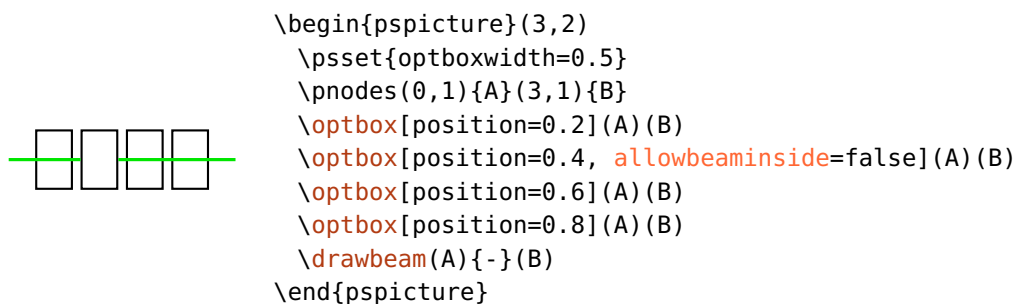 \begin{pspicture}(3,2)
\psset{optboxwidth=0.5}
\pnodes(0,1){A}(3,1){B}
\optbox[position=0.2](A)(B)
\optbox[position=0.4, allowbeaminside=false](A)(B)
\optbox[position=0.6](A)(B)
\optbox[position=0.8](A)(B)
\drawbeam(A){-}(B)
\end{pspicture}